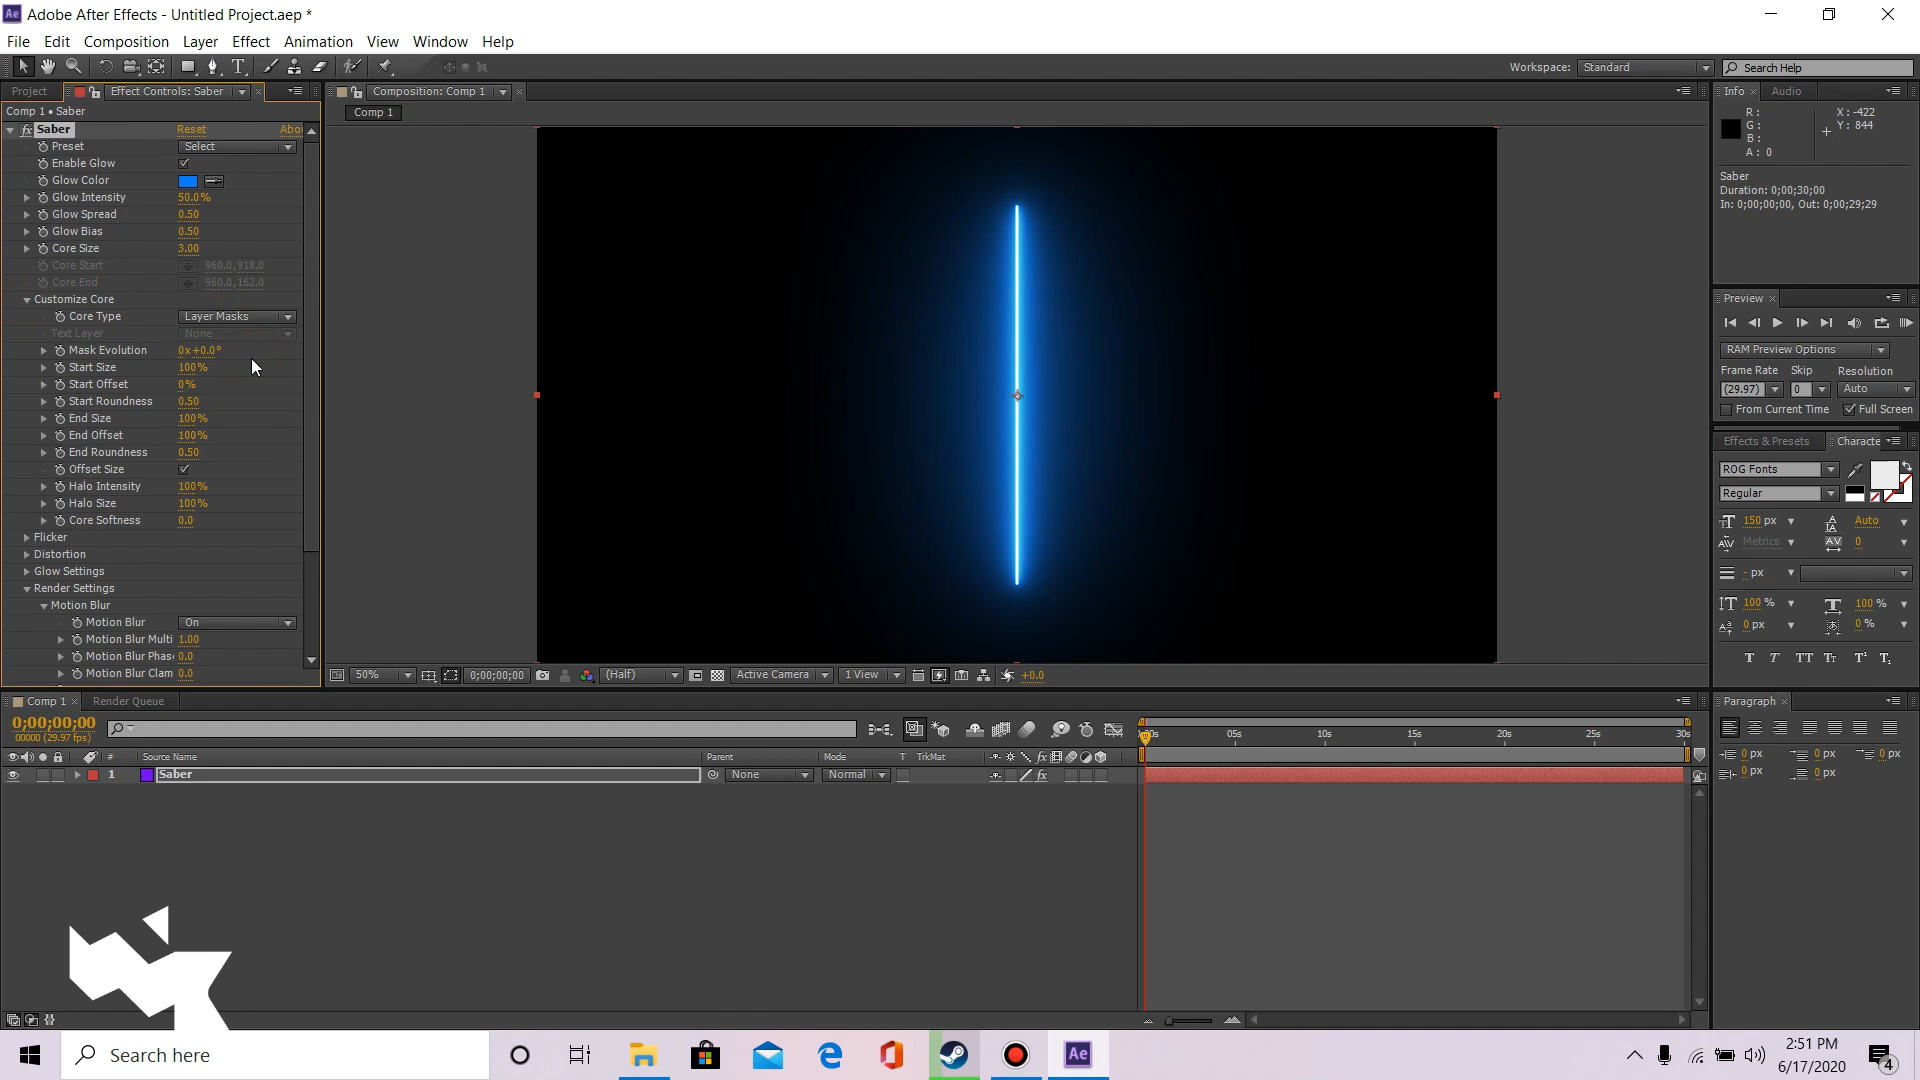 Adobe After Effects - Untitled Project.aep *
File Edit Composition Layer Effect Animation View Window Help
Workspace: Standard Search Help
Project Effect Controls: Saber
Comp 1 • Saber
Saber Reset
Preset Select
Enable Glow
Glow Color
Glow Intensity 50.0%
Glow Spread 0.50
Glow Bias 0.50
Core Size 3.00
Core Start 960.0,918.0
Core End 960.0,162.0
Customize Core
Core Type Layer Masks
Text Layer None
Mask Evolution 0x+0.0°
Start Size 100%
Start Offset 0%
Start Roundness 0.50
End Size 100%
End Offset 100%
End Roundness 0.50
Offset Size
Halo Intensity 100%
Halo Size 100%
Core Softness 0.0
Flicker
Distortion
Glow Settings
Render Settings
Motion Blur
Motion Blur On
Motion Blur Multi 1.00
Motion Blur Phas 0.0
Motion Blur Clam 0.0
Composition: Comp 1
Comp 1
50% 0;00;00;00 (Half) Active Camera 1 View +0.0
Info Audio
R: X: -422
G: Y: 844
B:
A: 0
Saber
Duration: 0;00;30;00
In: 0;00;00;00, Out: 0;00;29;29
Preview
RAM Preview Options
Frame Rate Skip Resolution
(29.97) 0 Auto
From Current Time Full Screen
Effects & Presets Characte
ROG Fonts
Regular
150 px Auto
Metrics 0
- px
100 % 100 %
0 px 0 %
T T TT Tt T¹ T₁
Comp 1 Render Queue
0;00;00;00
00000 (29.97 fps)
05s 10s 15s 20s 25s 30s
# Source Name Parent Mode T TrkMat
1 Saber None Normal
Paragraph
0 px 0 px 0 px
0 px 0 px
Search here
Ae
2:51 PM
6/17/2020
4